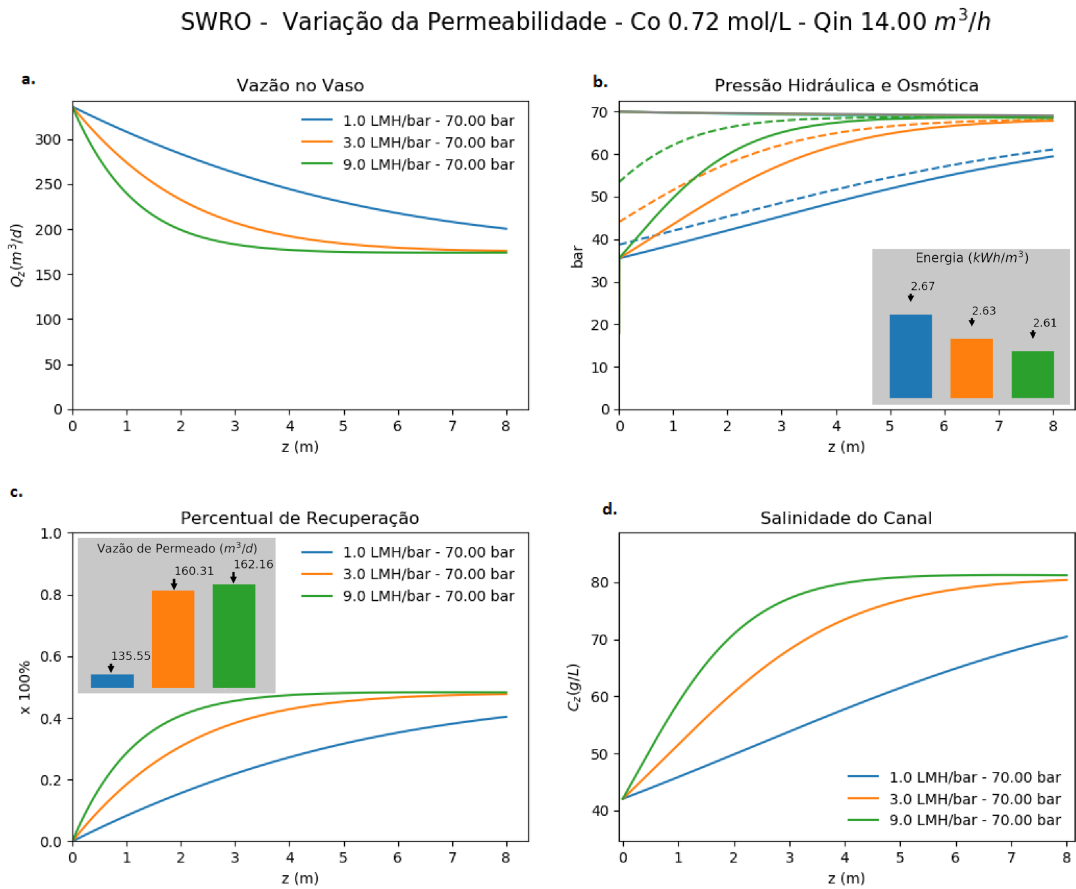 SWRO -  Variação da Permeabilidade - Co 0.72 mol/L - Qin 14.00 m³/h
a.
Vazão no Vaso
1.0 LMH/bar - 70.00 bar
3.0 LMH/bar - 70.00 bar
9.0 LMH/bar - 70.00 bar
300
250
200
150
100
50
0
Q_z(m³/d)
0 1 2 3 4 5 6 7 8
z (m)
b.
Pressão Hidráulica e Osmótica
70
60
50
40
30
20
10
0
bar
Energia (kWh/m³)
2.67
2.63
2.61
0 1 2 3 4 5 6 7 8
z (m)
c.
Percentual de Recuperação
1.0
0.8
0.6
0.4
0.2
0.0
x 100%
Vazão de Permeado (m³/d)
135.55
160.31
162.16
1.0 LMH/bar - 70.00 bar
3.0 LMH/bar - 70.00 bar
9.0 LMH/bar - 70.00 bar
0 1 2 3 4 5 6 7 8
z (m)
d.
Salinidade do Canal
80
70
60
50
40
C_z(g/L)
1.0 LMH/bar - 70.00 bar
3.0 LMH/bar - 70.00 bar
9.0 LMH/bar - 70.00 bar
0 1 2 3 4 5 6 7 8
z (m)